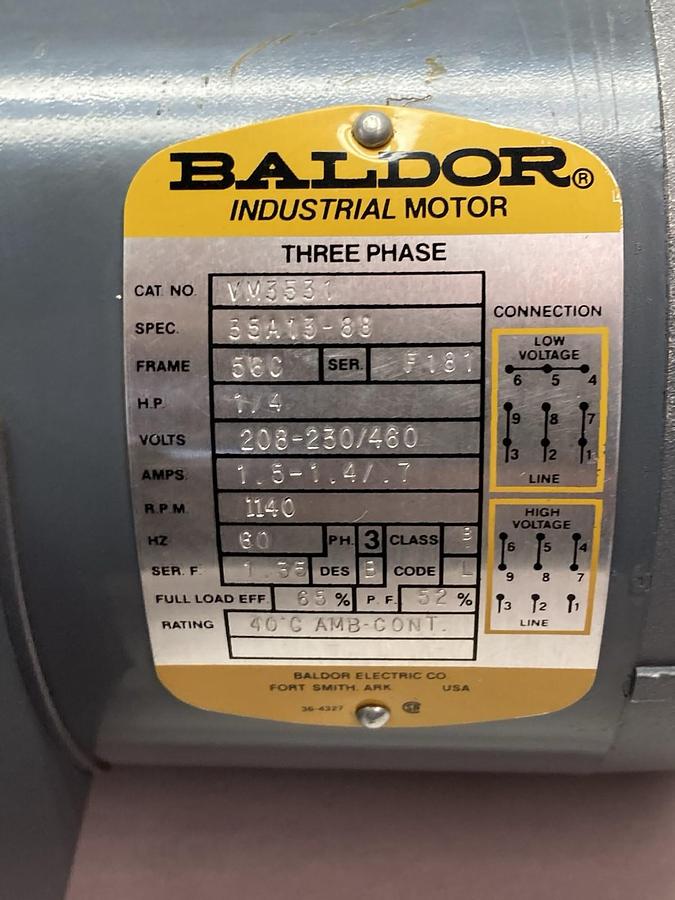 BALDOR®
INDUSTRIAL MOTOR
THREE PHASE
CAT. NO. VM3531
SPEC. 35A13-88
FRAME 56C SER. F181
H.P. 1/4
VOLTS 208-230/460
AMPS. 1.5-1.4/.7
R.P.M. 1140
HZ 60 PH. 3 CLASS B
SER. F. 1.35 DES B CODE L
FULL LOAD EFF. 65 % P. F. 52 %
RATING 40°C AMB-CONT.
CONNECTION
LOW
VOLTAGE
6 5 4
9 8 7
3 2 1
LINE
HIGH
VOLTAGE
6 5 4
9 8 7
3 2 1
LINE
BALDOR ELECTRIC CO
FORT SMITH, ARK USA
36-4327 SA